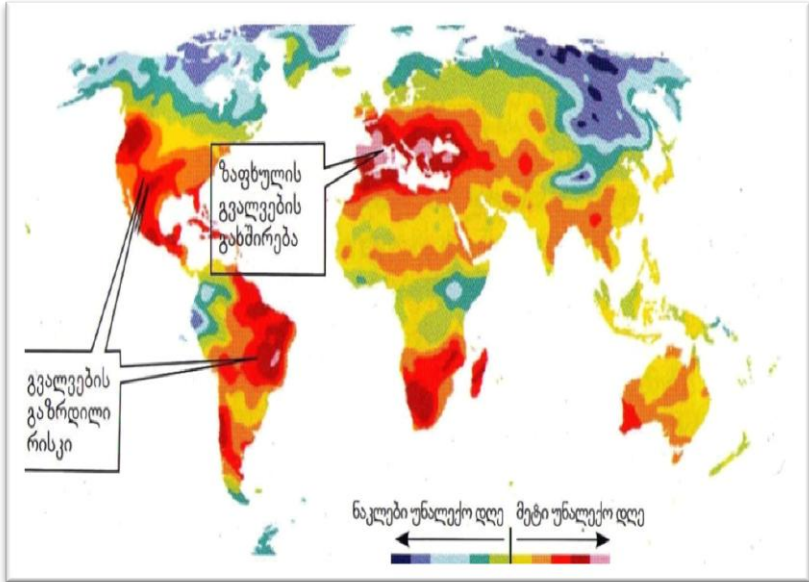 ზაფხულის
გვალვების
გახშირება
გვალვების
გაზრდილი
რისკი
ნაკლები უნალექო დღე | მეტი უნალექო დღე